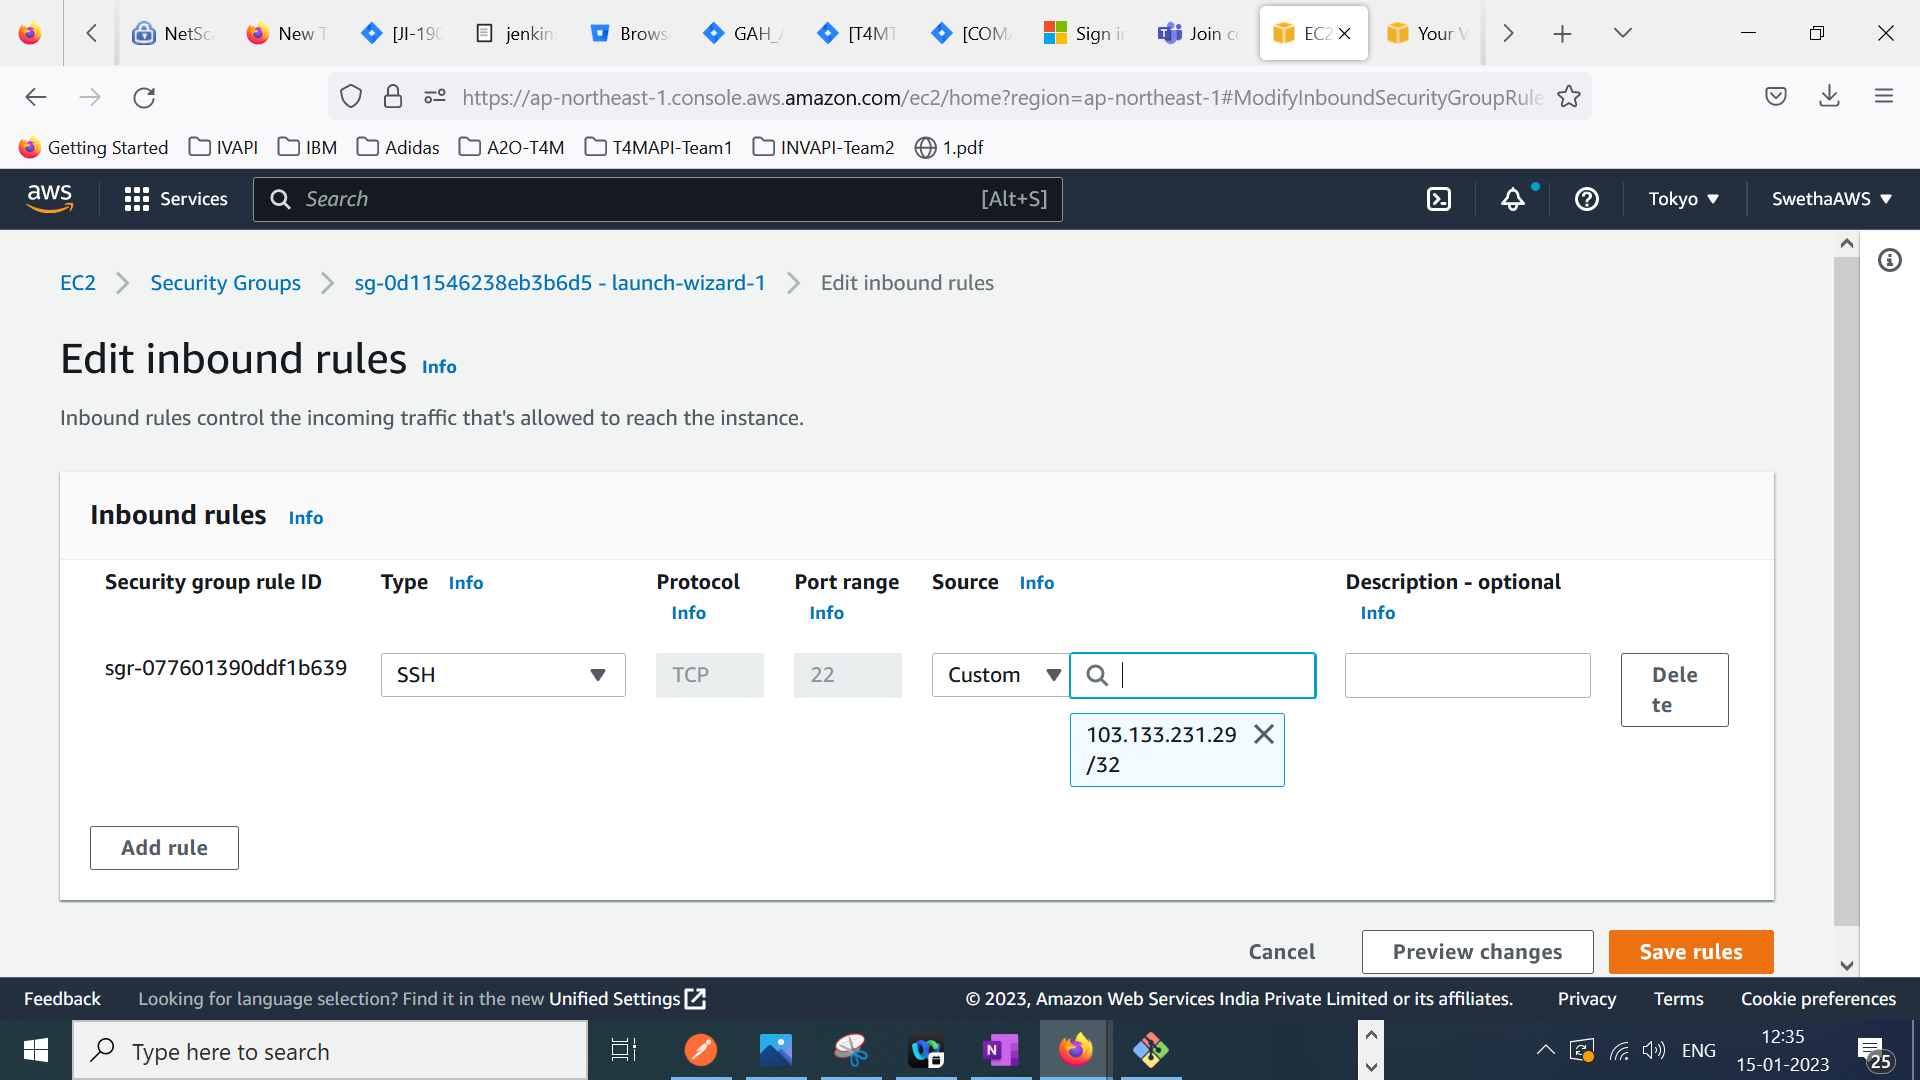 NetSc
New T
[JI-190
jenkin
Brows
GAH_A
[T4MT
[COMA
Sign in
Join co
EC2
Your V
https://ap-northeast-1.console.aws.amazon.com/ec2/home?region=ap-northeast-1#ModifyInboundSecurityGroupRule
Getting Started
IVAPI
IBM
Adidas
A2O-T4M
T4MAPI-Team1
INVAPI-Team2
1.pdf
aws
Services
Search
[Alt+S]
Tokyo
SwethaAWS
EC2
Security Groups
sg-0d11546238eb3b6d5 - launch-wizard-1
Edit inbound rules
Edit inbound rules Info
Inbound rules control the incoming traffic that's allowed to reach the instance.
Inbound rules Info
Security group rule ID
Type Info
Protocol
Info
Port range
Info
Source Info
Description - optional
Info
sgr-077601390ddf1b639
SSH
TCP
22
Custom
103.133.231.29
/32
Dele
te
Add rule
Cancel
Preview changes
Save rules
Feedback
Looking for language selection? Find it in the new Unified Settings
© 2023, Amazon Web Services India Private Limited or its affiliates.
Privacy
Terms
Cookie preferences
Type here to search
N
ENG
12:35
15-01-2023
25